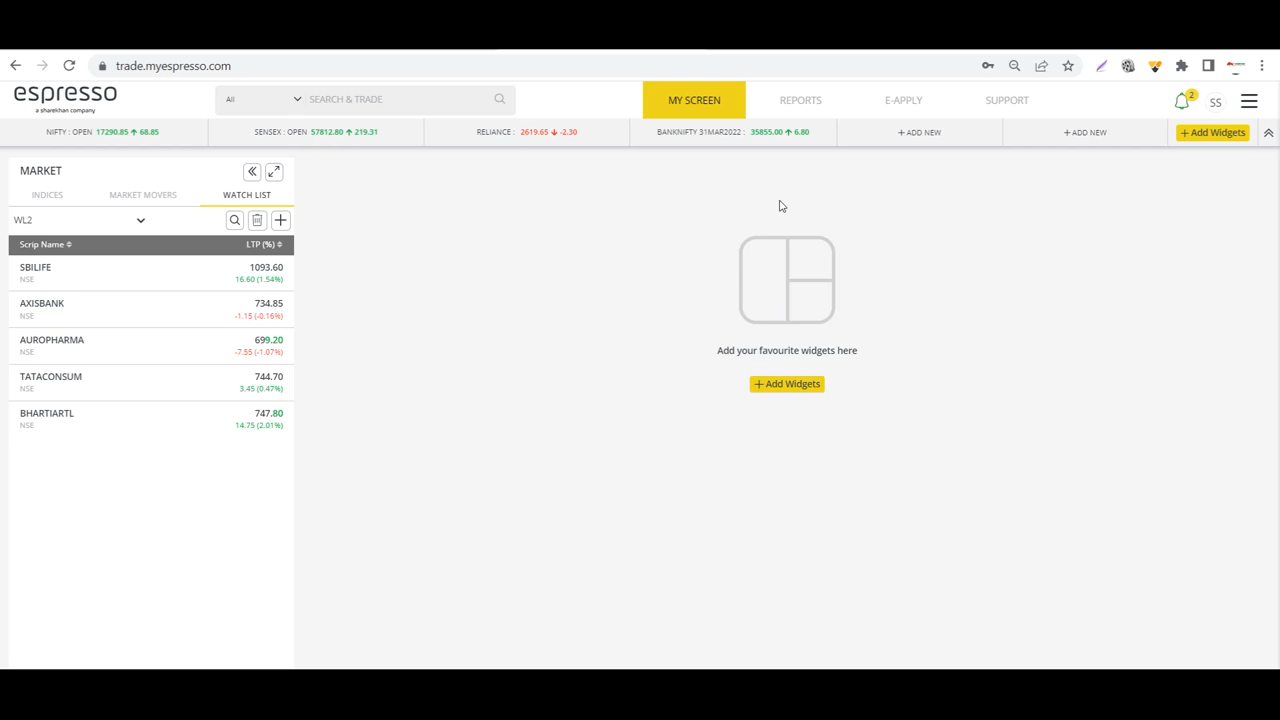 trade.myespresso.com
espresso
a sharekhan company
All
SEARCH & TRADE
MY SCREEN
REPORTS
E-APPLY
SUPPORT
2
SS
NIFTY : OPEN 17290.85 ↑ 68.85
SENSEX : OPEN 57812.80 ↑ 219.31
RELIANCE : 2619.65 ↓ -2.30
BANKNIFTY 31MAR2022 : 35855.00 ↑ 6.80
+ ADD NEW
+ ADD NEW
+ Add Widgets
MARKET
INDICES
MARKET MOVERS
WATCH LIST
WL2
Scrip Name
LTP (%)
SBILIFE 1093.60
NSE 16.60 (1.54%)
AXISBANK 734.85
NSE -1.15 (-0.16%)
AUROPHARMA 699.20
NSE -7.55 (-1.07%)
TATACONSUM 744.70
NSE 3.45 (0.47%)
BHARTIARTL 747.80
NSE 14.75 (2.01%)
Add your favourite widgets here
+ Add Widgets